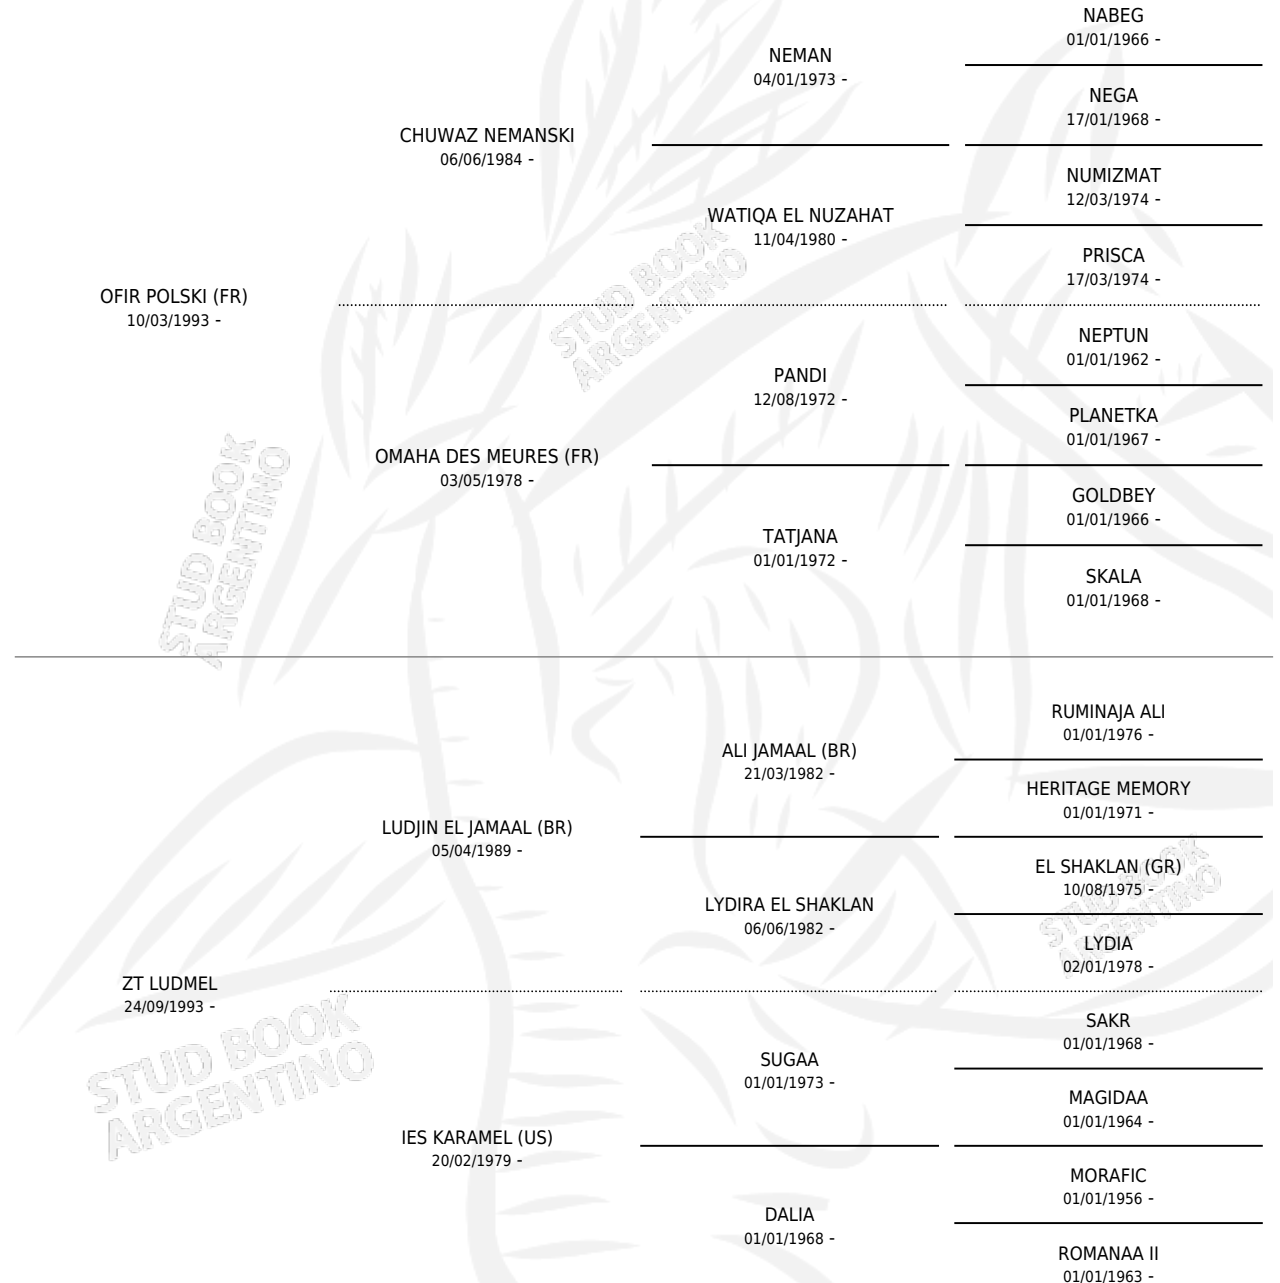 NABEG
01/01/1966 -
NEMAN
04/01/1973 -
NEGA
17/01/1968 -
CHUWAZ NEMANSKI
06/06/1984 -
NUMIZMAT
12/03/1974 -
WATIQA EL NUZAHAT
11/04/1980 -
PRISCA
17/03/1974 -
OFIR POLSKI (FR)
10/03/1993 -
STUD BOOK
ARGENTINO
NEPTUN
01/01/1962 -
PANDI
12/08/1972 -
PLANETKA
01/01/1967 -
OMAHA DES MEURES (FR)
03/05/1978 -
GOLDBEY
01/01/1966 -
TATJANA
01/01/1972 -
SKALA
01/01/1968 -
STUD BOOK
ARGENTINO
RUMINAJA ALI
01/01/1976 -
ALI JAMAAL (BR)
21/03/1982 -
HERITAGE MEMORY
01/01/1971 -
LUDJIN EL JAMAAL (BR)
05/04/1989 -
EL SHAKLAN (GR)
10/08/1975 -
LYDIRA EL SHAKLAN
06/06/1982 -
STUD BOOK
ARGENTINO
LYDIA
02/01/1978 -
ZT LUDMEL
24/09/1993 -
STUD BOOK
ARGENTINO
SAKR
01/01/1968 -
SUGAA
01/01/1973 -
MAGIDAA
01/01/1964 -
IES KARAMEL (US)
20/02/1979 -
MORAFIC
01/01/1956 -
DALIA
01/01/1968 -
ROMANAA II
01/01/1963 -